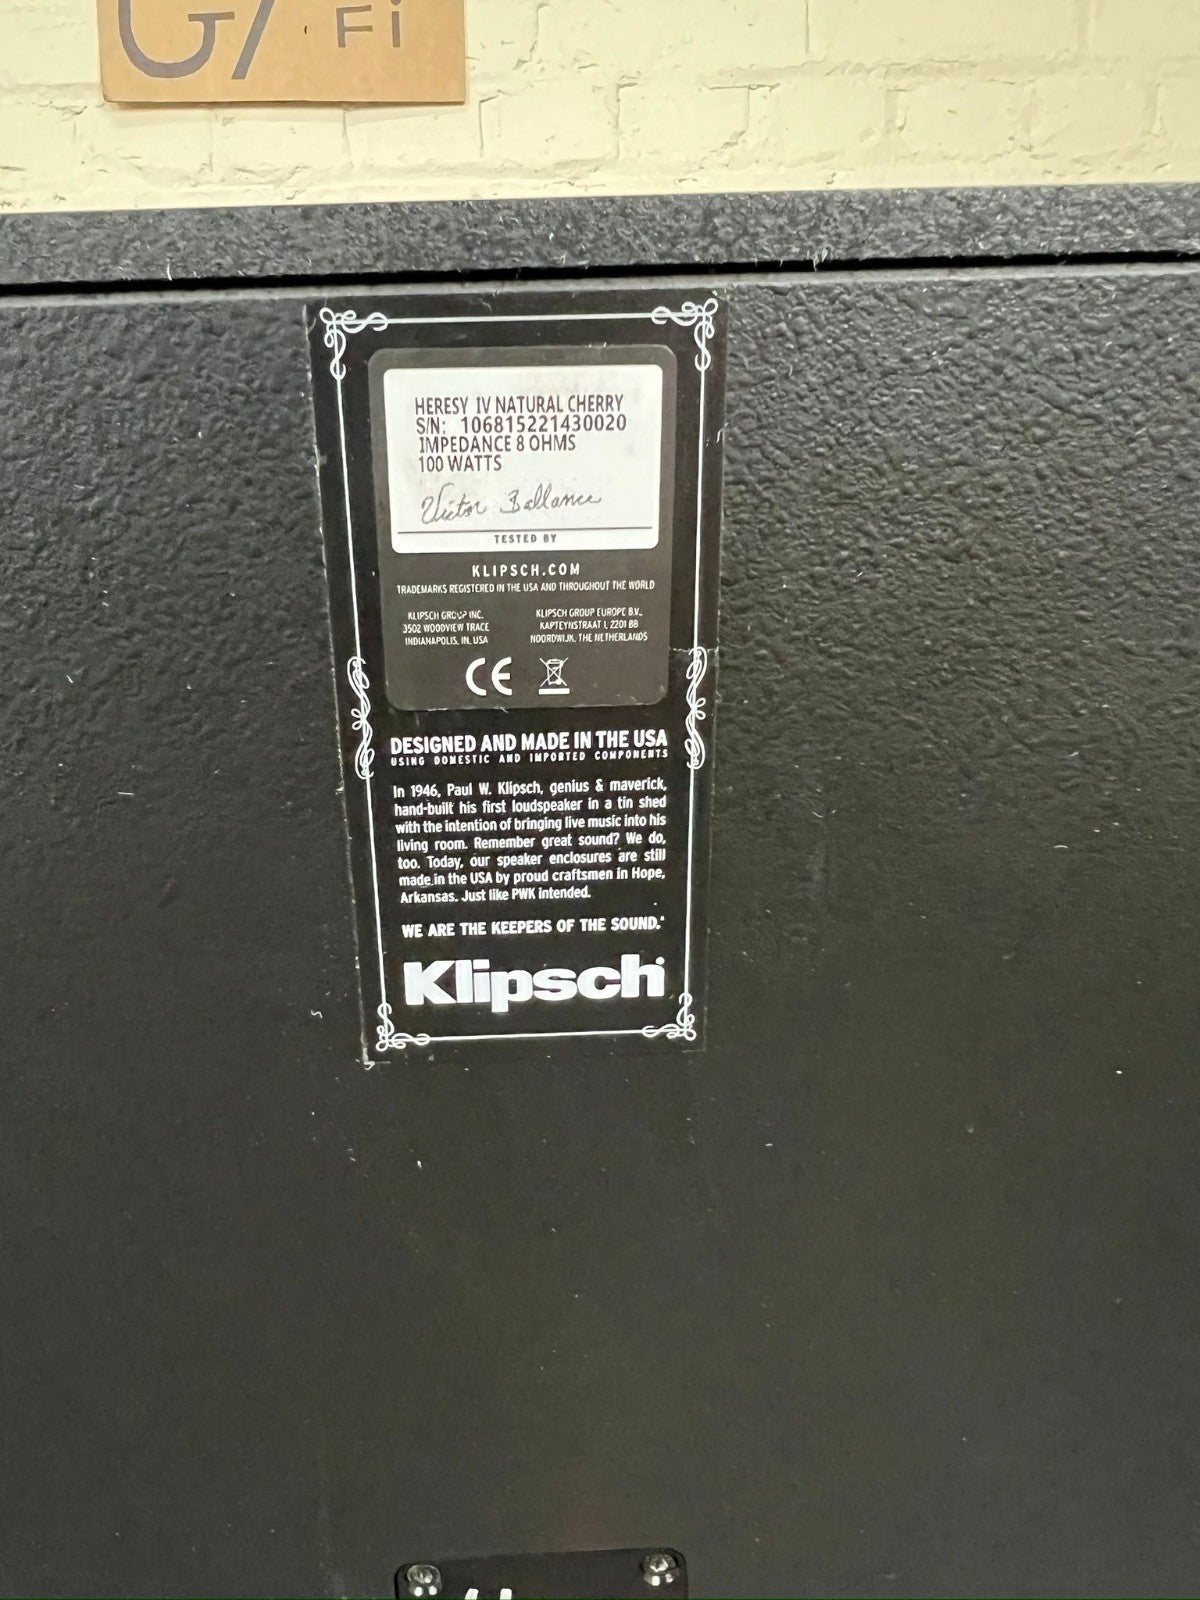 G/ . Fi
HERESY IV NATURAL CHERRY
S/N: 106815221430020
IMPEDANCE 8 OHMS
100 WATTS
Victor Ballance
TESTED BY
KLIPSCH.COM
TRADEMARKS REGISTERED IN THE USA AND THROUGHOUT THE WORLD
KLIPSCH GROUP INC.
3502 WOODVIEW TRACE
INDIANAPOLIS, IN, USA
KLIPSCH GROUP EUROPE B.V.,
KAPTEYNSTRAAT 1, 2201 BB
NOORDWIJK, THE NETHERLANDS
CE
DESIGNED AND MADE IN THE USA
USING DOMESTIC AND IMPORTED COMPONENTS
In 1946, Paul W. Klipsch, genius & maverick,
hand-built his first loudspeaker in a tin shed
with the intention of bringing live music into his
living room. Remember great sound? We do,
too. Today, our speaker enclosures are still
made in the USA by proud craftsmen in Hope,
Arkansas. Just like PWK intended.
WE ARE THE KEEPERS OF THE SOUND.®
Klipsch